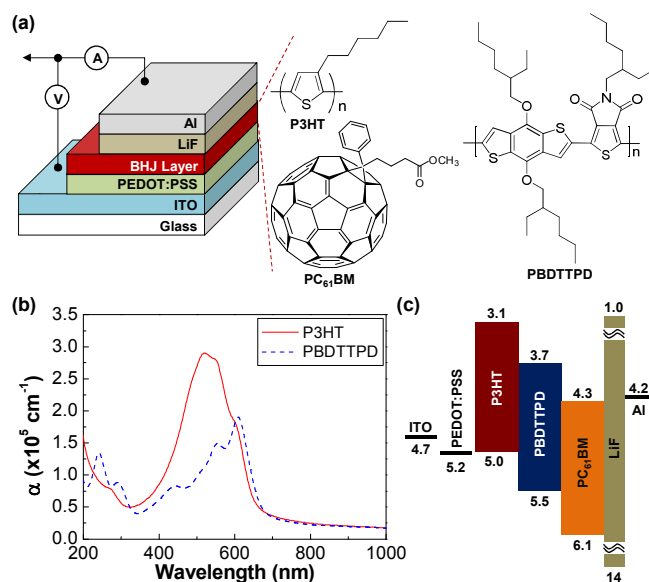 (a)
A
V
Al
LiF
BHJ Layer
PEDOT:PSS
ITO
Glass
n
P3HT
O
OCH₃
PC₆₁BM
O
N
O
O
S
S
S
n
O
PBDTTPD
(b)
3.5
3.0
2.5
2.0
1.5
1.0
0.5
0.0
α (x10⁵ cm⁻¹)
P3HT
PBDTTPD
200 400 600 800 1000
Wavelength (nm)
(c)
1.0
3.1
3.7
4.3
4.2
Al
ITO
4.7
PEDOT:PSS
5.2
P3HT
5.0
PBDTTPD
5.5
PC₆₁BM
6.1
LiF
14